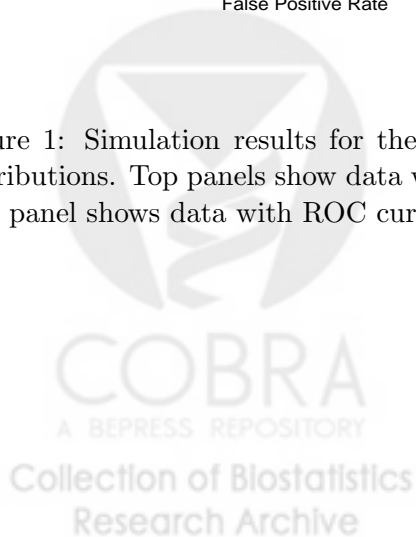 False Positive Rate
ure 1: Simulation results for the
ributions. Top panels show data w
panel shows data with ROC cur
COBRA
A BEPRESS REPOSITORY
Collection of Biostatistics
Research Archive